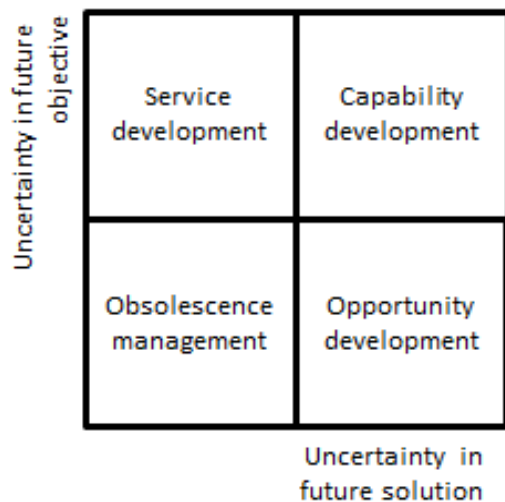 Uncertainty in future
objective
Service
development
Capability
development
Obsolescence
management
Opportunity
development
Uncertainty in
future solution